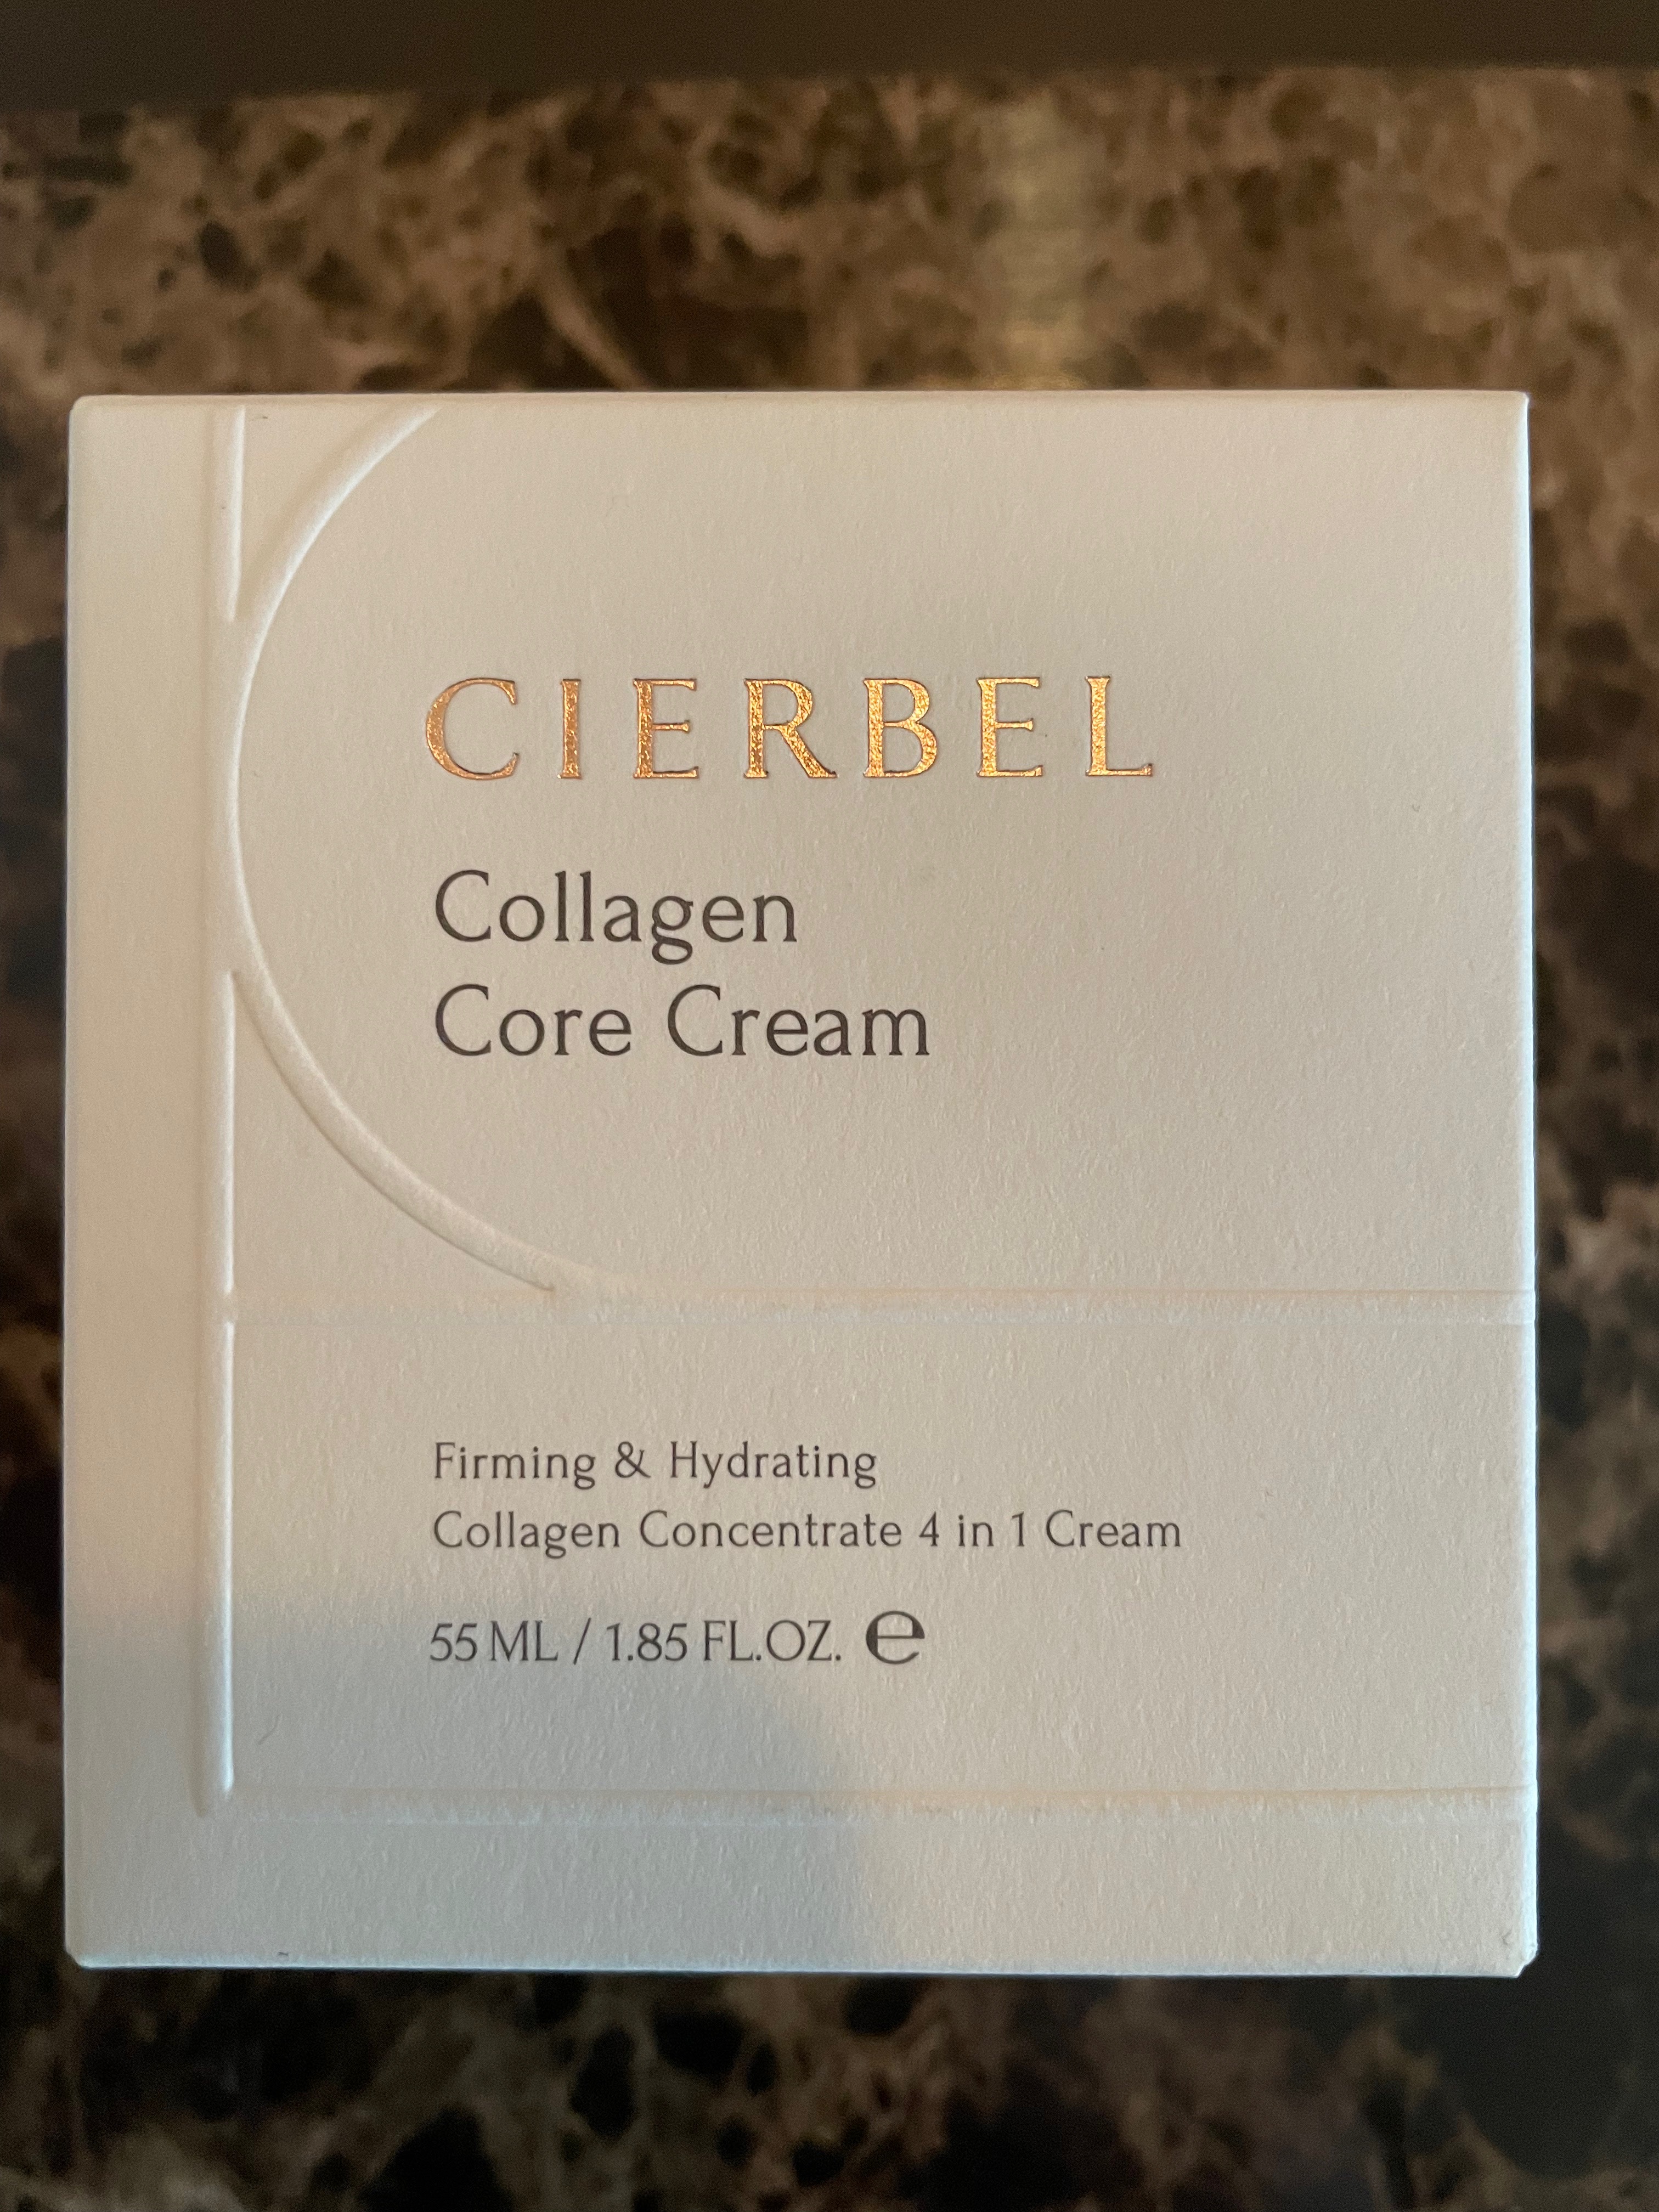 CIERBEL
Collagen
Core Cream
Firming & Hydrating
Collagen Concentrate 4 in 1 Cream
55 ML / 1.85 FL.OZ. ℮